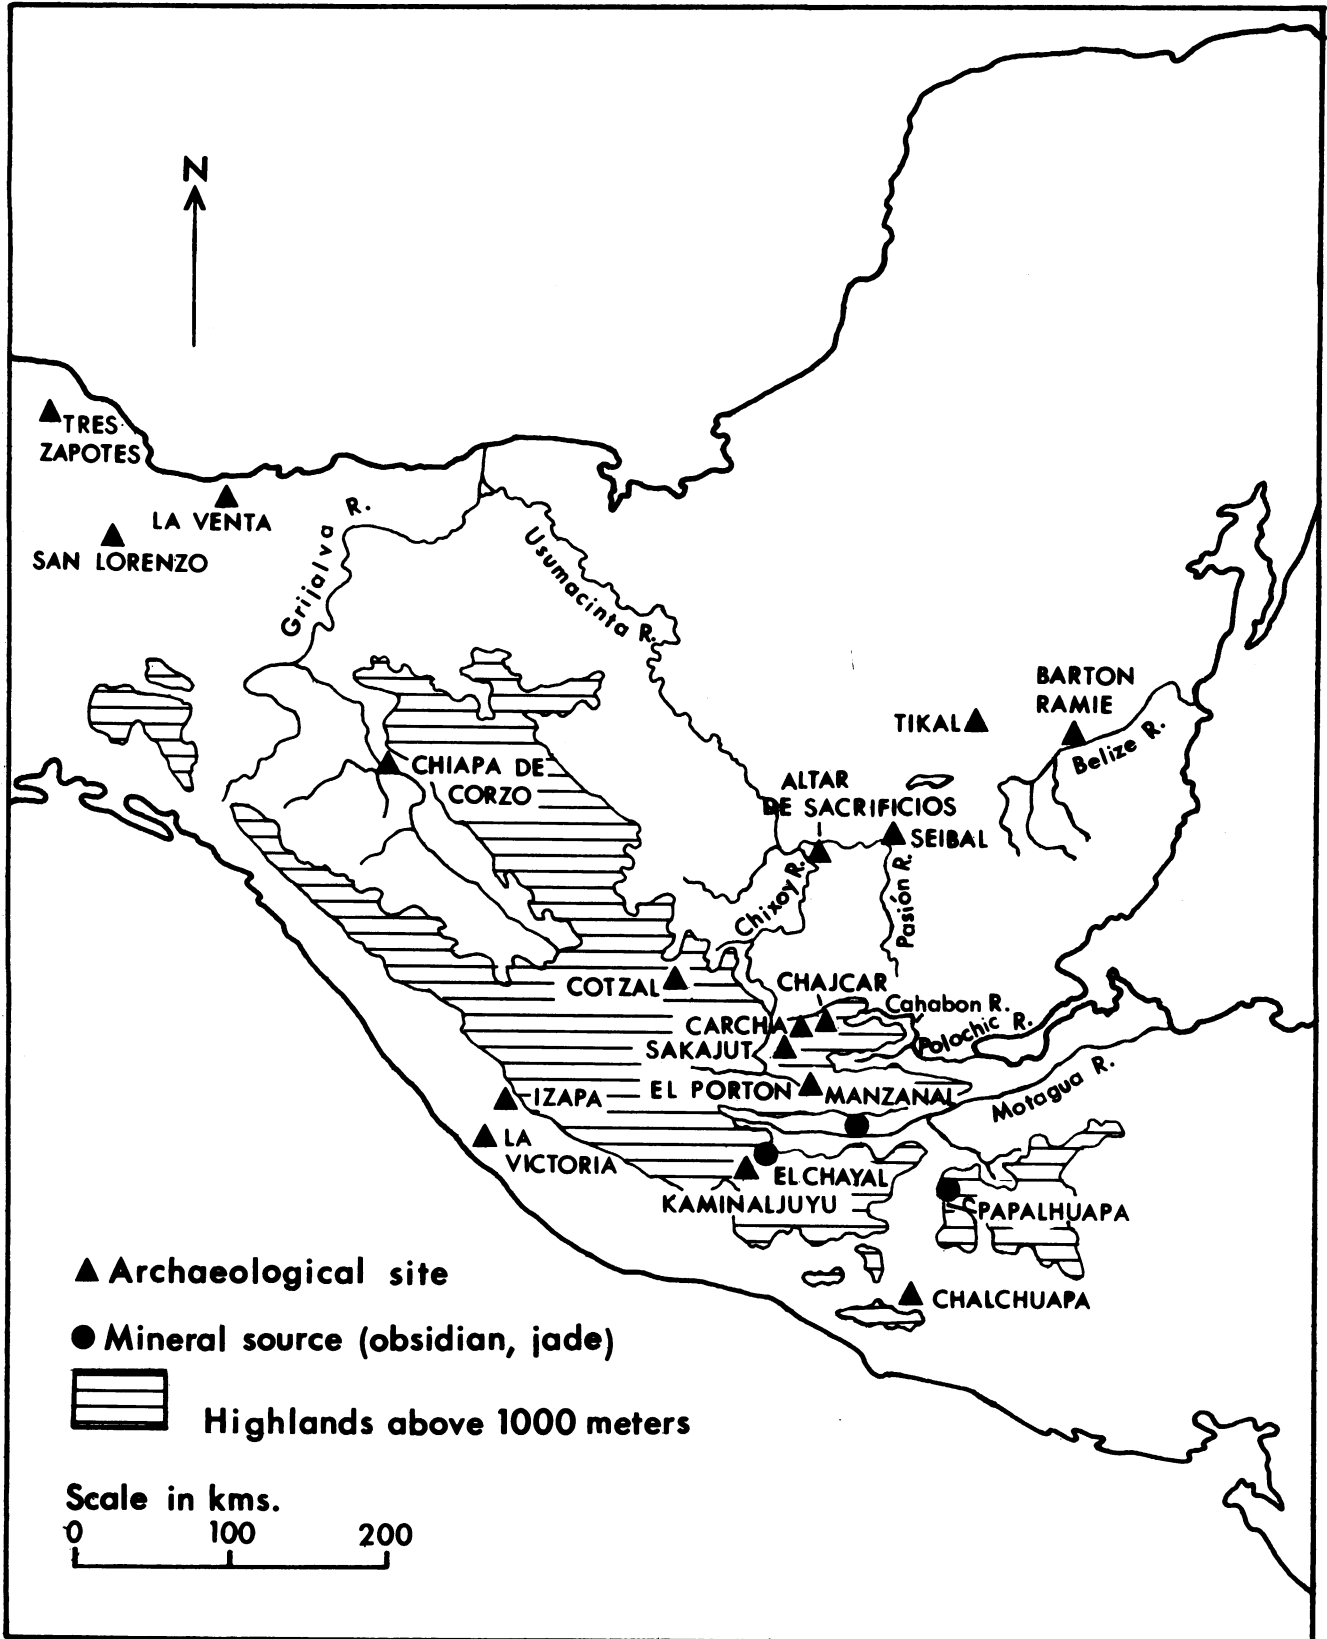 N
TRES
ZAPOTES
LA VENTA
SAN LORENZO
Grijalva R.
Usumacinta R.
BARTON
RAMIE
TIKAL
Belize R.
CHIAPA DE
CORZO
ALTAR
DE SACRIFICIOS
SEIBAL
Chixoy R.
Pasión R.
COTZAL
CHAJCAR
Cahabon R.
CARCHA
Polochic R.
SAKAJUT
EL PORTON
MANZANAL
Motagua R.
IZAPA
LA
VICTORIA
EL CHAYAL
KAMINALJUYU
PAPALHUAPA
CHALCHUAPA
Archaeological site
Mineral source (obsidian, jade)
Highlands above 1000 meters
Scale in kms.
0 100 200